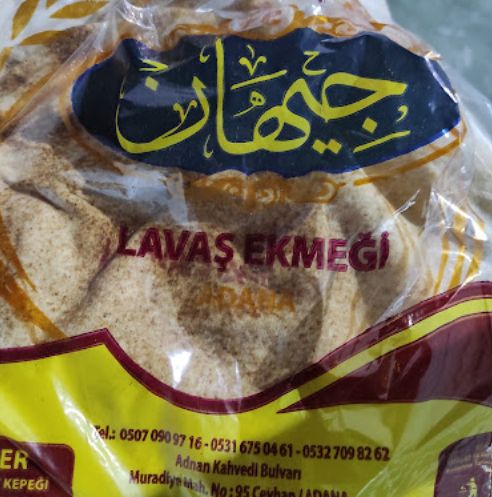 جيهان
LAVAŞ EKMEĞİ
ADANA
Tel.: 0507 090 97 16 - 0531 675 04 61 - 0532 709 82 62
Adnan Kahvedi Bulvarı
Muradiye Mah. No : 95 Ceyhan / ADANA
ER
KEPEĞİ